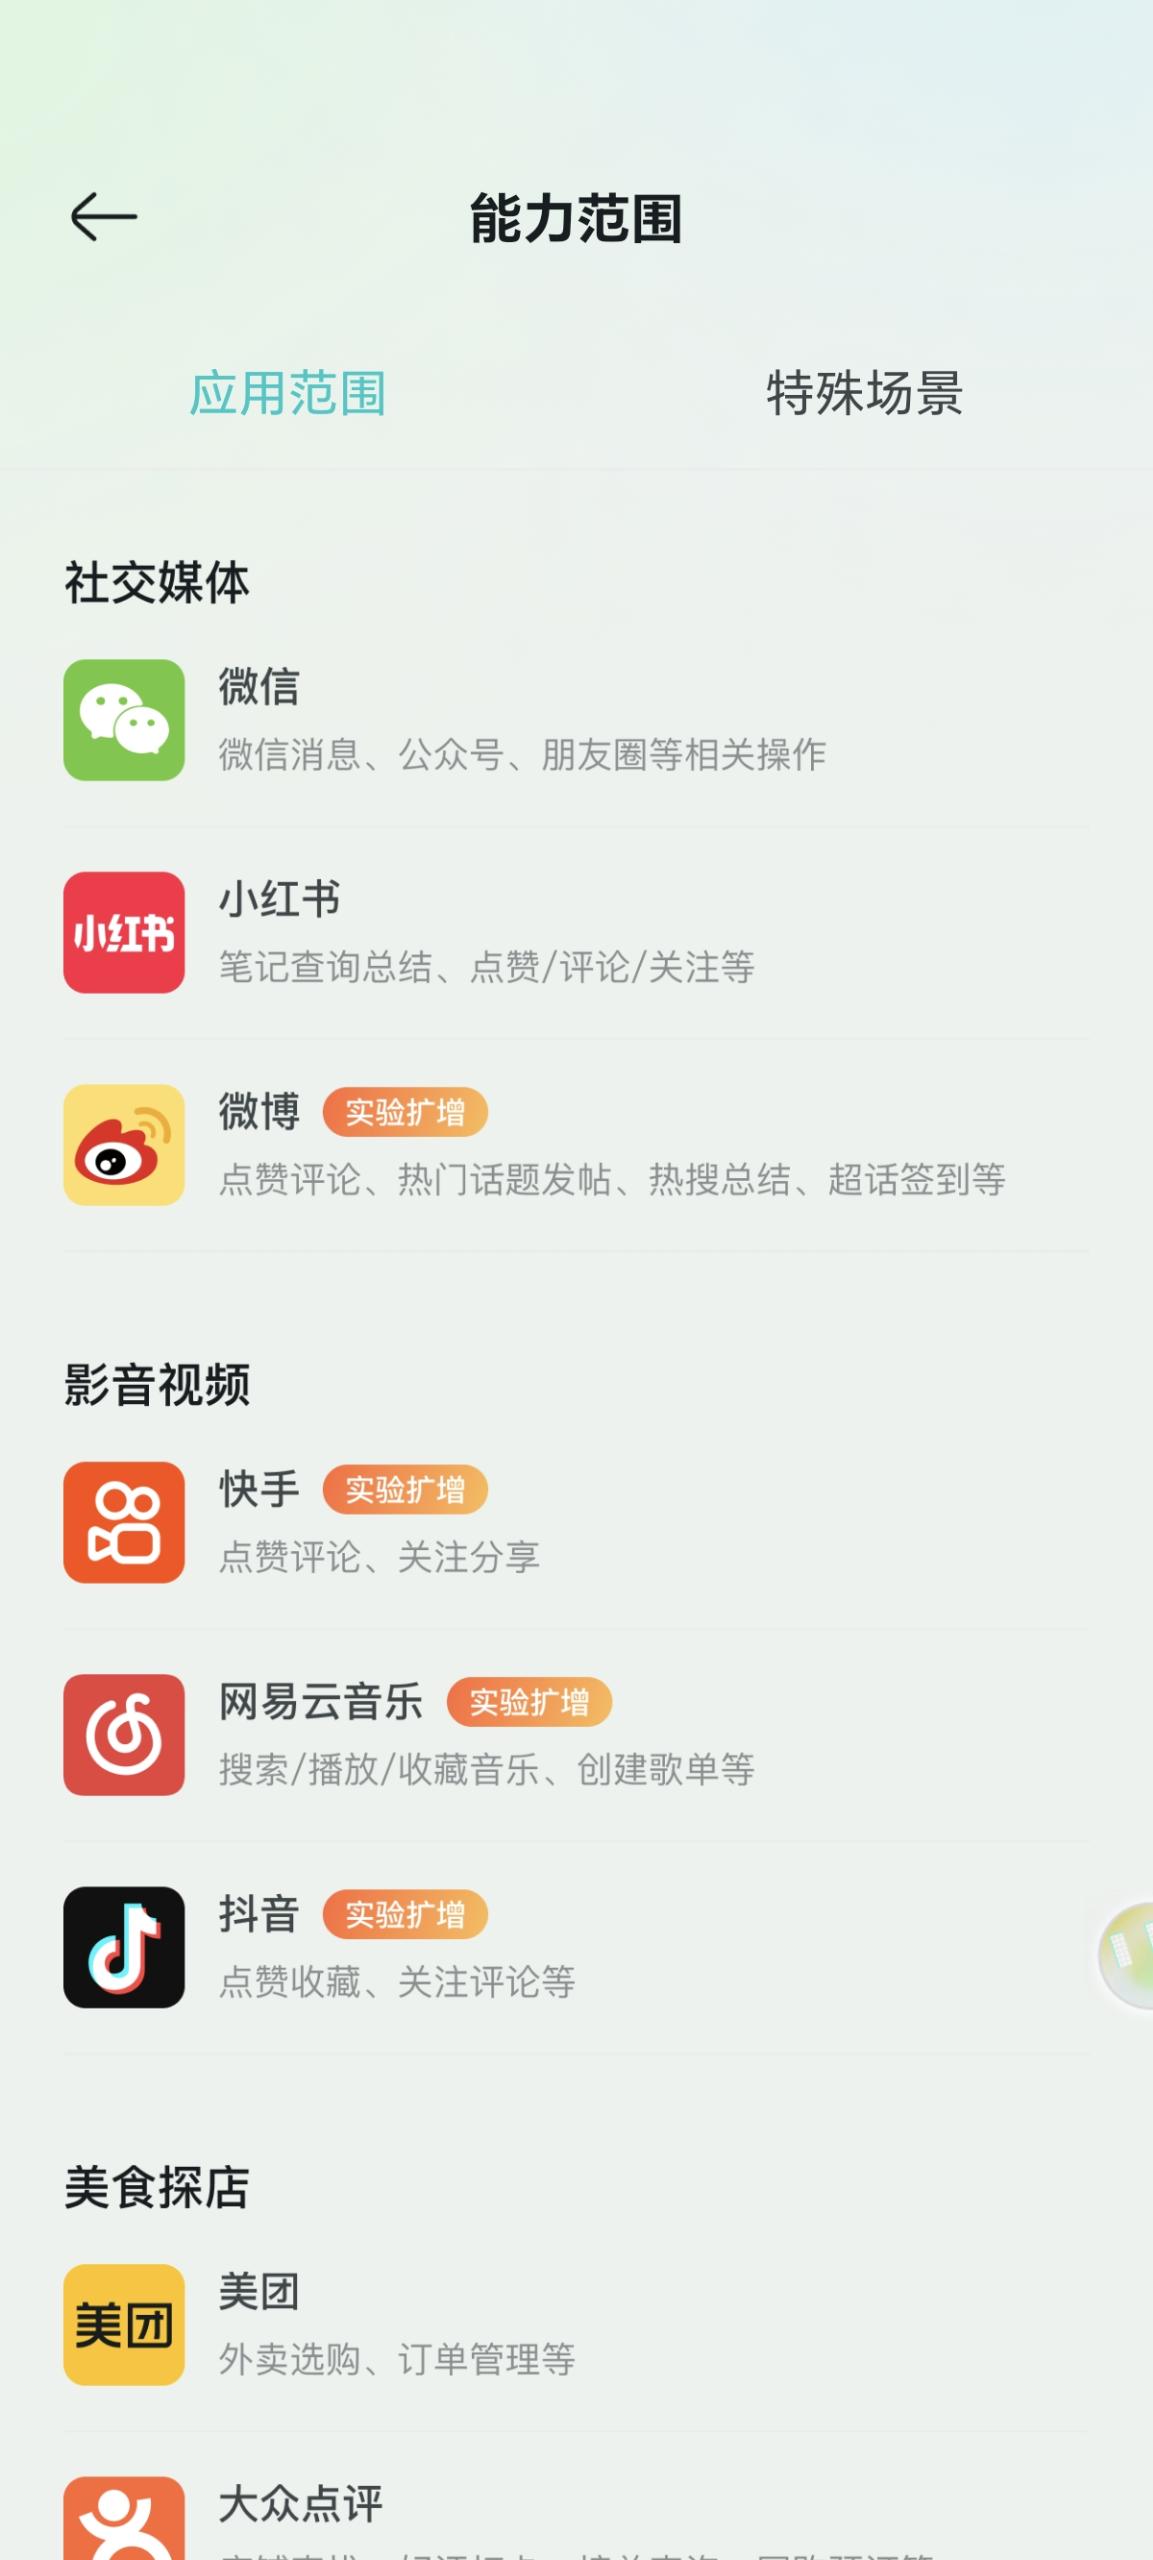 能力范围
应用范围
特殊场景
社交媒体
微信
微信消息、公众号、朋友圈等相关操作
小红书
小红书
笔记查询总结、点赞/评论/关注等
微博 实验扩增
点赞评论、热门话题发帖、热搜总结、超话签到等
影音视频
快手 实验扩增
点赞评论、关注分享
网易云音乐 实验扩增
搜索/播放/收藏音乐、创建歌单等
抖音 实验扩增
点赞收藏、关注评论等
美食探店
美团
美团
外卖选购、订单管理等
大众点评